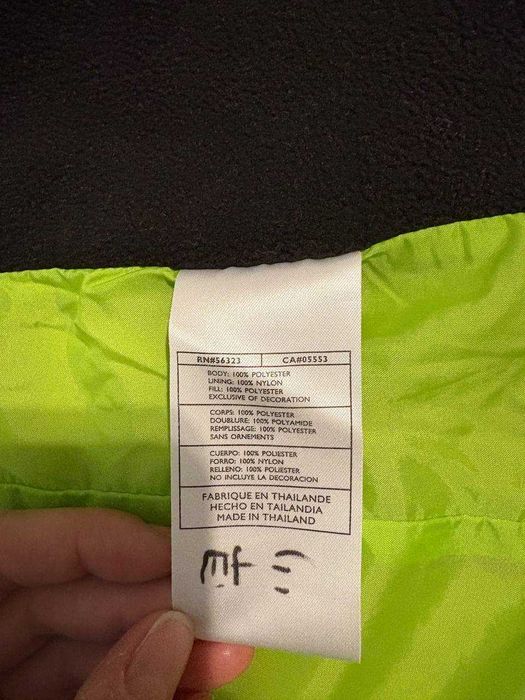 RN#56323 CA#05553
BODY: 100% POLYESTER
LINING: 100% NYLON
FILL: 100% POLYESTER
EXCLUSIVE OF DECORATION
CORPS: 100% POLYESTER
DOUBLURE: 100% POLYAMIDE
REMPLISSAGE: 100% POLYESTER
SANS ORNEMENTS
CUERPO: 100% POLIESTER
FORRO: 100% NYLON
RELLENO: 100% POLIESTER
NO INCLUYE LA DECORACION
FABRIQUE EN THAILANDE
HECHO EN TAILANDIA
MADE IN THAILAND